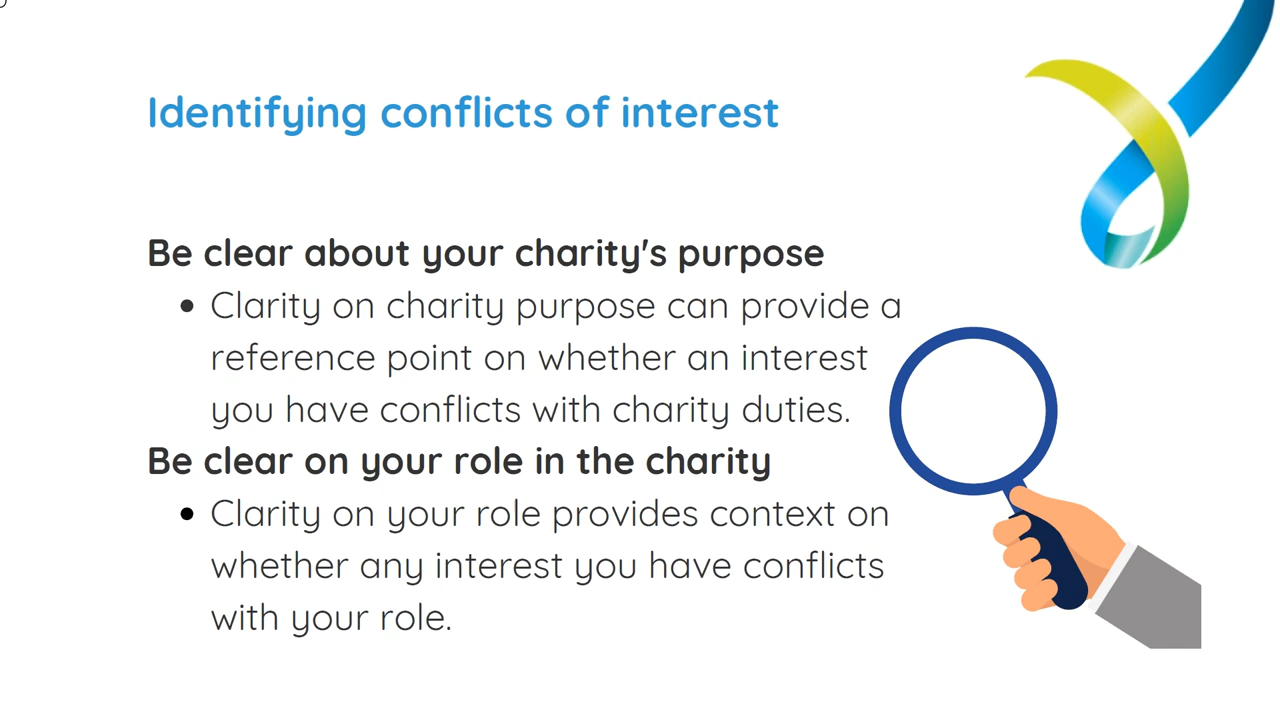 Identifying conflicts of interest
Be clear about your charity's purpose
• Clarity on charity purpose can provide a
reference point on whether an interest
you have conflicts with charity duties.
Be clear on your role in the charity
• Clarity on your role provides context on
whether any interest you have conflicts
with your role.